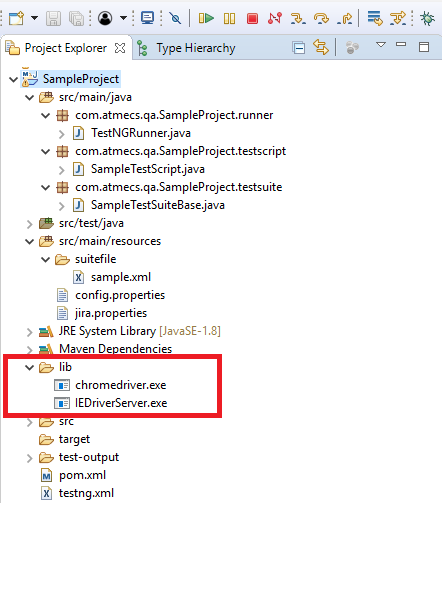 Project Explorer
Type Hierarchy
SampleProject
src/main/java
com.atmecs.qa.SampleProject.runner
TestNGRunner.java
com.atmecs.qa.SampleProject.testscript
SampleTestScript.java
com.atmecs.qa.SampleProject.testsuite
SampleTestSuiteBase.java
src/test/java
src/main/resources
suitefile
sample.xml
config.properties
jira.properties
JRE System Library [JavaSE-1.8]
Maven Dependencies
lib
chromedriver.exe
IEDriverServer.exe
src
target
test-output
pom.xml
testng.xml